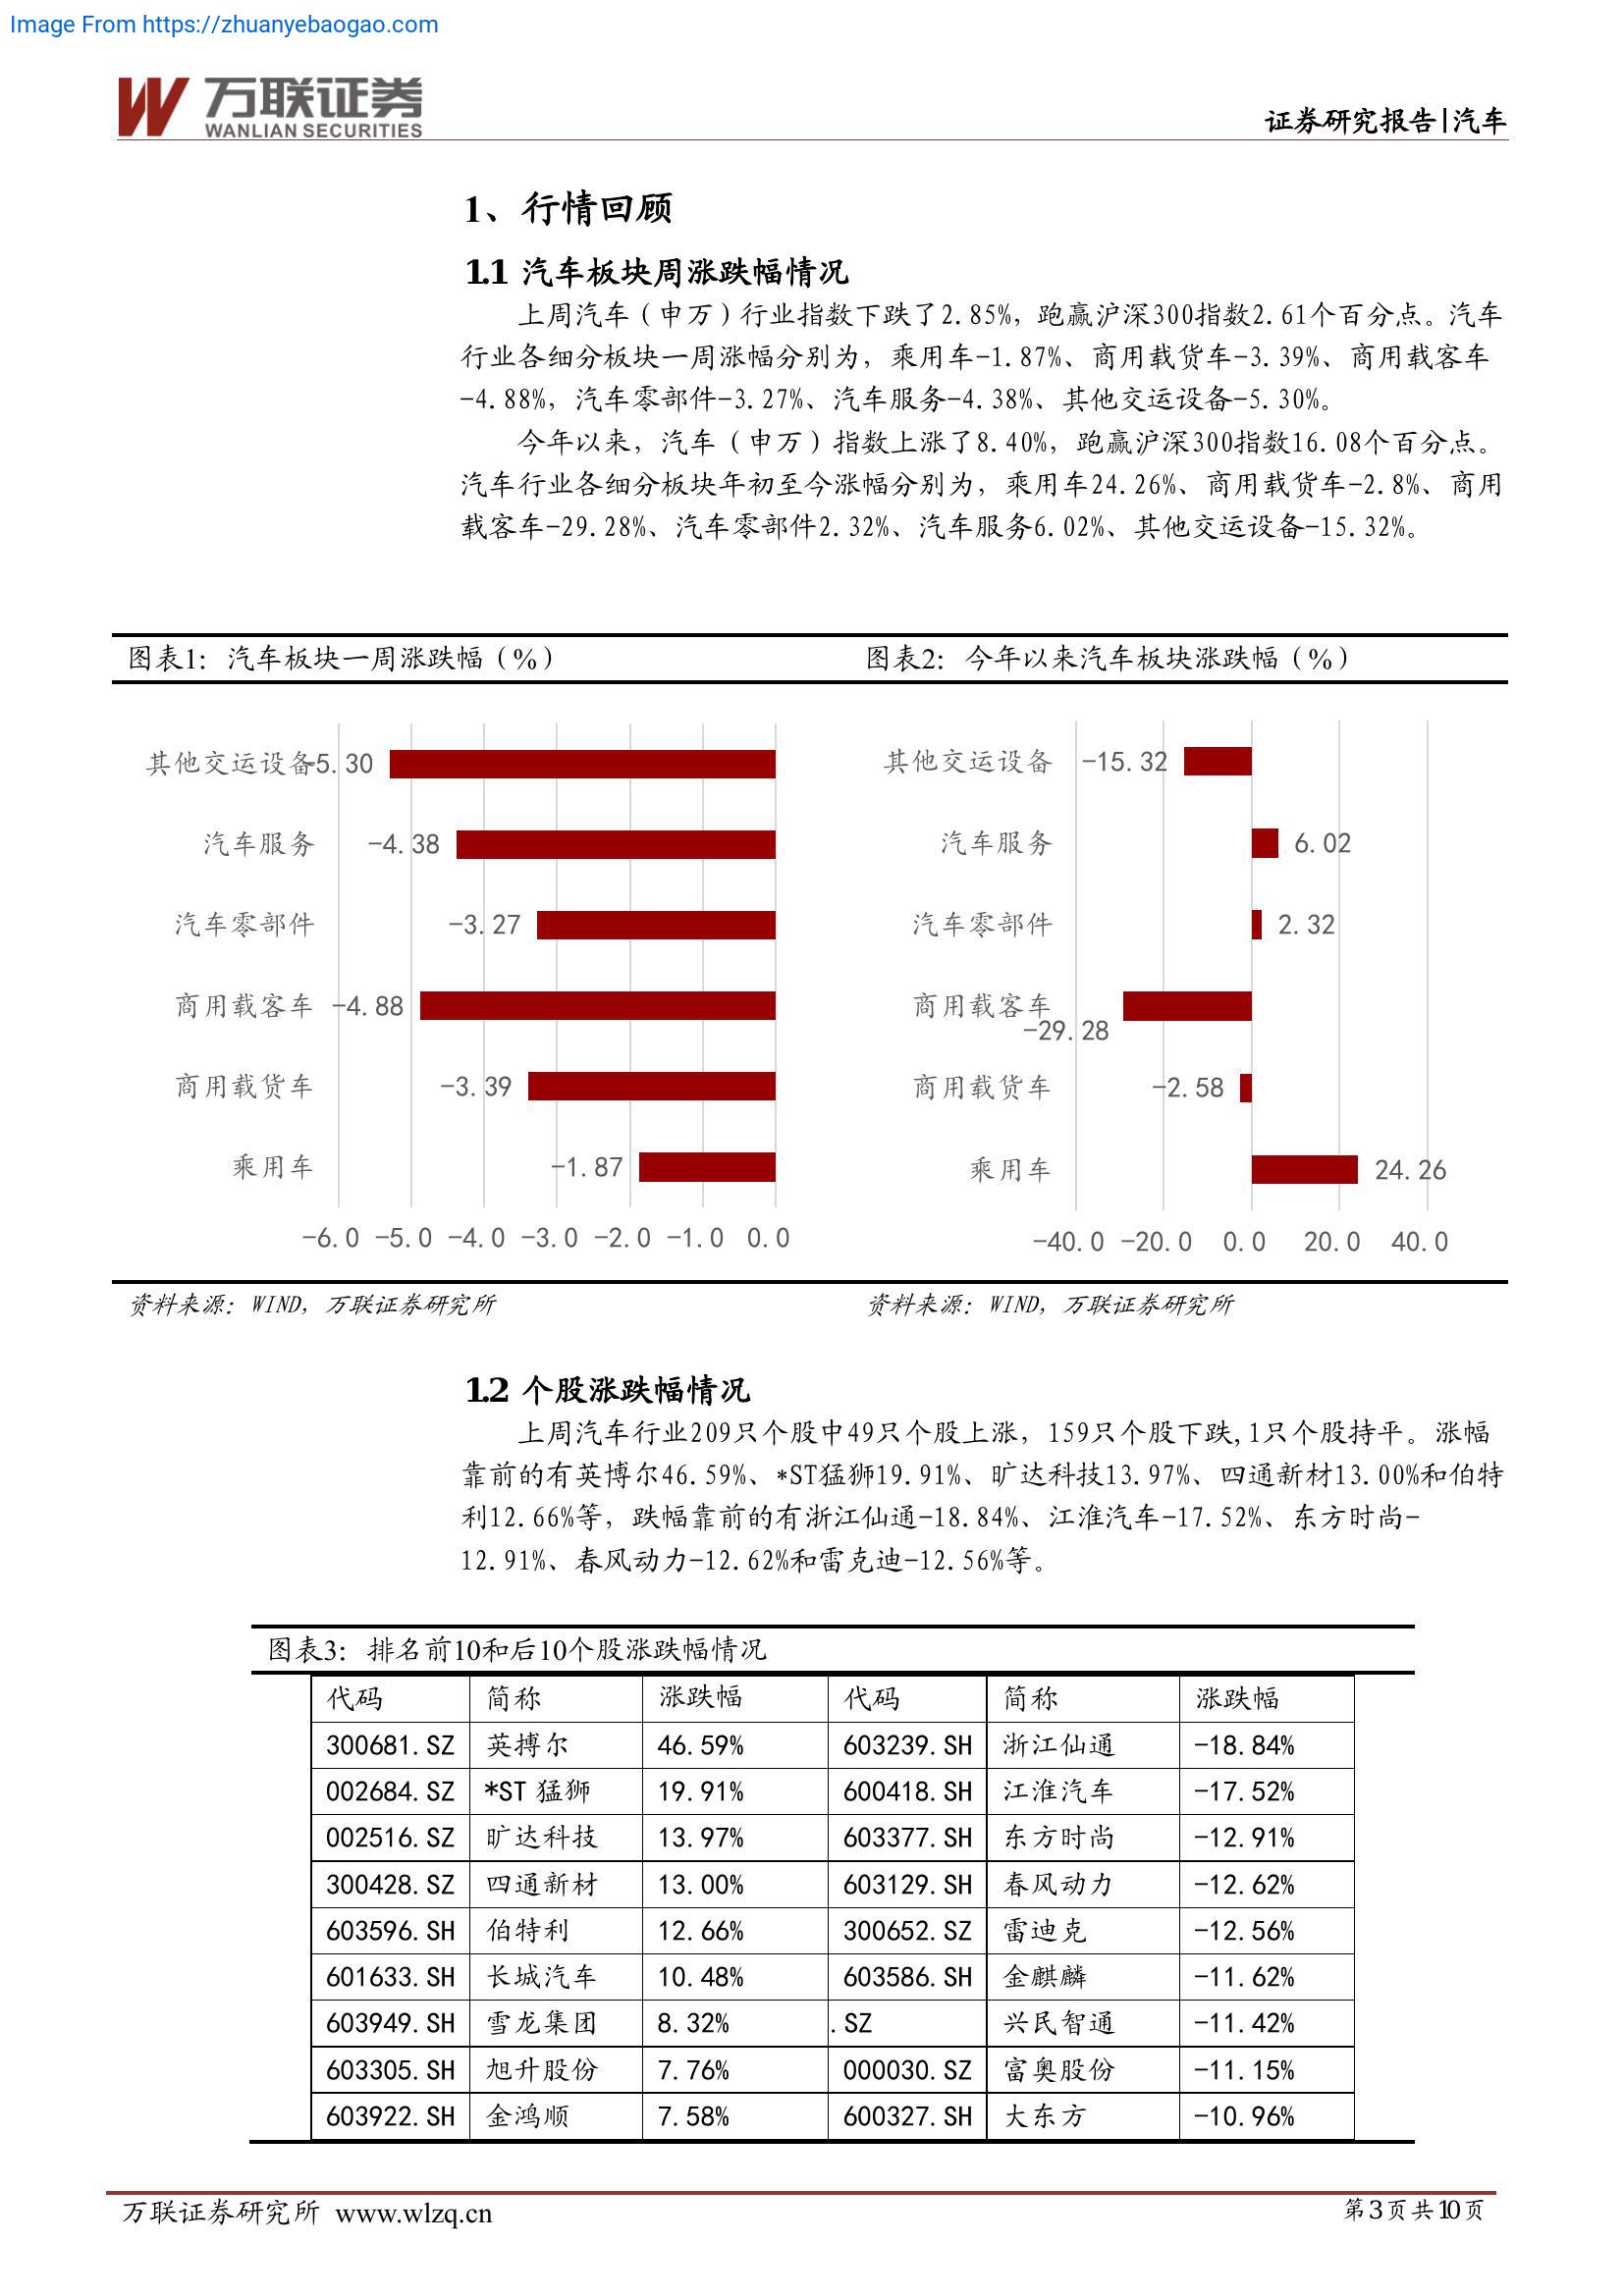 Image From https://zhuanyebaogao.com
万联证券
WANLIAN SECURITIES
证券研究报告|汽车
1、行情回顾
1.1 汽车板块周涨跌幅情况
上周汽车（申万）行业指数下跌了2.85%，跑赢沪深300指数2.61个百分点。汽车
行业各细分板块一周涨幅分别为，乘用车-1.87%、商用载货车-3.39%、商用载客车
-4.88%，汽车零部件-3.27%、汽车服务-4.38%、其他交运设备-5.30%。
今年以来，汽车（申万）指数上涨了8.40%，跑赢沪深300指数16.08个百分点。
汽车行业各细分板块年初至今涨幅分别为，乘用车24.26%、商用载货车-2.8%、商用
载客车-29.28%、汽车零部件2.32%、汽车服务6.02%、其他交运设备-15.32%。
图表1：汽车板块一周涨跌幅（%）
其他交运设备 -5.30
汽车服务 -4.38
汽车零部件 -3.27
商用载客车 -4.88
商用载货车 -3.39
乘用车 -1.87
-6.0 -5.0 -4.0 -3.0 -2.0 -1.0 0.0
资料来源：WIND，万联证券研究所
图表2：今年以来汽车板块涨跌幅（%）
其他交运设备 -15.32
汽车服务 6.02
汽车零部件 2.32
商用载客车 -29.28
商用载货车 -2.58
乘用车 24.26
-40.0 -20.0 0.0 20.0 40.0
资料来源：WIND，万联证券研究所
1.2 个股涨跌幅情况
上周汽车行业209只个股中49只个股上涨，159只个股下跌,1只个股持平。涨幅
靠前的有英博尔46.59%、*ST猛狮19.91%、旷达科技13.97%、四通新材13.00%和伯特
利12.66%等，跌幅靠前的有浙江仙通-18.84%、江淮汽车-17.52%、东方时尚-
12.91%、春风动力-12.62%和雷克迪-12.56%等。
图表3：排名前10和后10个股涨跌幅情况
代码 简称 涨跌幅 代码 简称 涨跌幅
300681.SZ 英搏尔 46.59% 603239.SH 浙江仙通 -18.84%
002684.SZ *ST 猛狮 19.91% 600418.SH 江淮汽车 -17.52%
002516.SZ 旷达科技 13.97% 603377.SH 东方时尚 -12.91%
300428.SZ 四通新材 13.00% 603129.SH 春风动力 -12.62%
603596.SH 伯特利 12.66% 300652.SZ 雷迪克 -12.56%
601633.SH 长城汽车 10.48% 603586.SH 金麒麟 -11.62%
603949.SH 雪龙集团 8.32% .SZ 兴民智通 -11.42%
603305.SH 旭升股份 7.76% 000030.SZ 富奥股份 -11.15%
603922.SH 金鸿顺 7.58% 600327.SH 大东方 -10.96%
万联证券研究所 www.wlzq.cn
第3页共10页